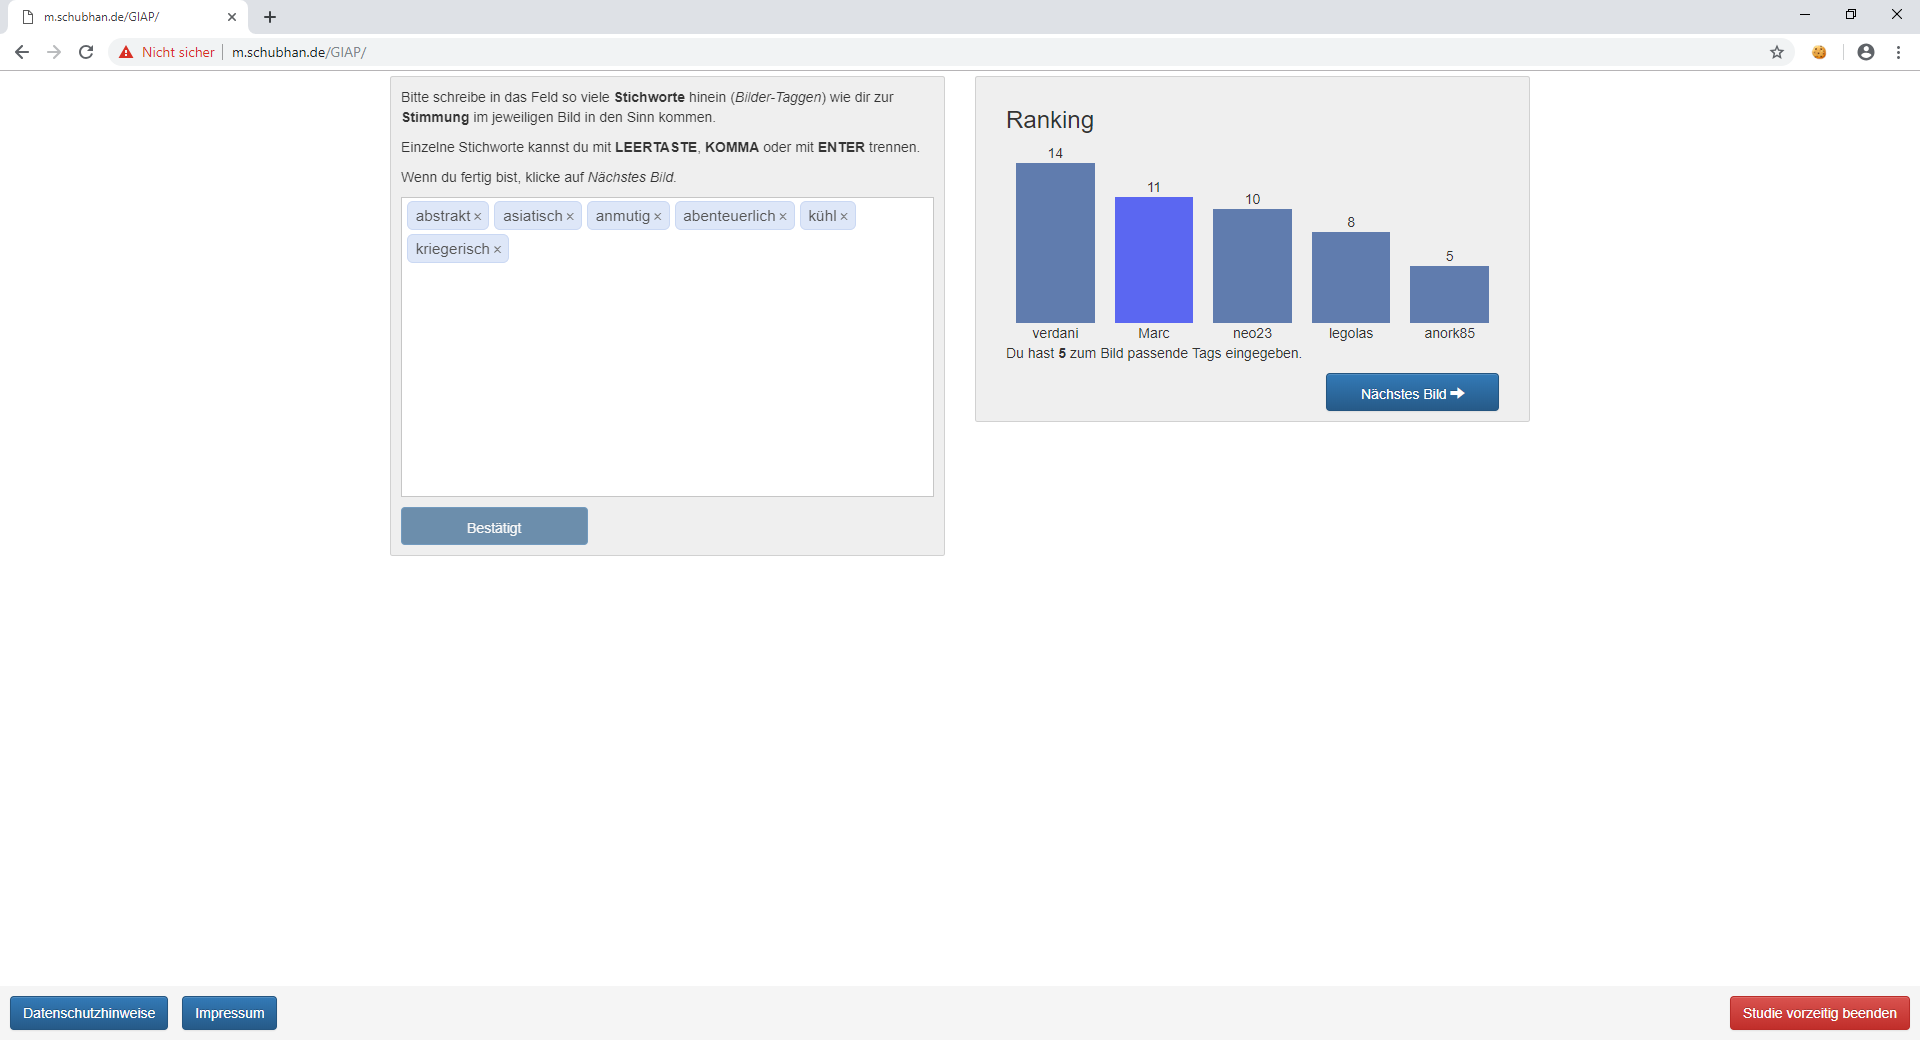 m.schubhan.de/GIAP/
Nicht sicher
m.schubhan.de/GIAP/
Bitte schreibe in das Feld so viele Stichworte hinein (Bilder-Taggen) wie dir zur
Stimmung im jeweiligen Bild in den Sinn kommen.
Einzelne Stichworte kannst du mit LEERTASTE, KOMMA oder mit ENTER trennen.
Wenn du fertig bist, klicke auf Nächstes Bild.
abstrakt× asiatisch× anmutig× abenteuerlich× kühl×
kriegerisch×
Bestätigt
Ranking
14
11
10
8
5
verdani Marc neo23 legolas anork85
Du hast 5 zum Bild passende Tags eingegeben.
Nächstes Bild
Datenschutzhinweise
Impressum
Studie vorzeitig beenden